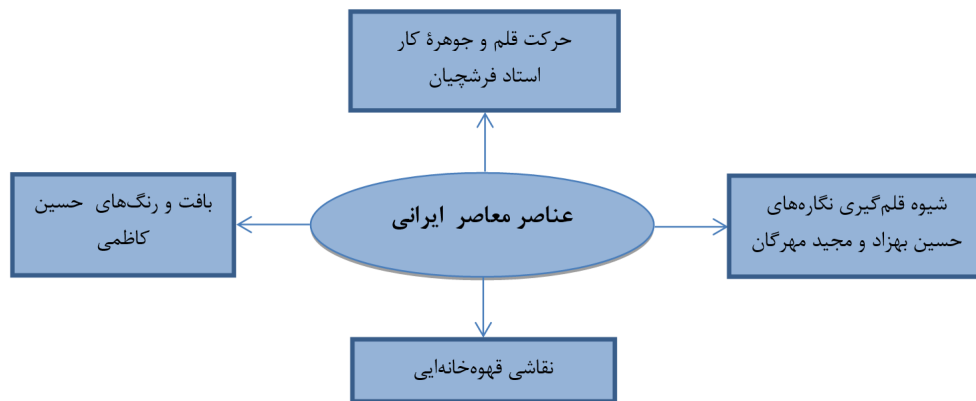 حرکت قلم و جوهرۀ کار
استاد فرشچیان
شیوه قلم‌گیری نگاره‌های
حسین بهزاد و مجید مهرگان
عناصر معاصر ایرانی
بافت و رنگ‌های حسین
کاظمی
نقاشی قهوه‌خانه‌ایی